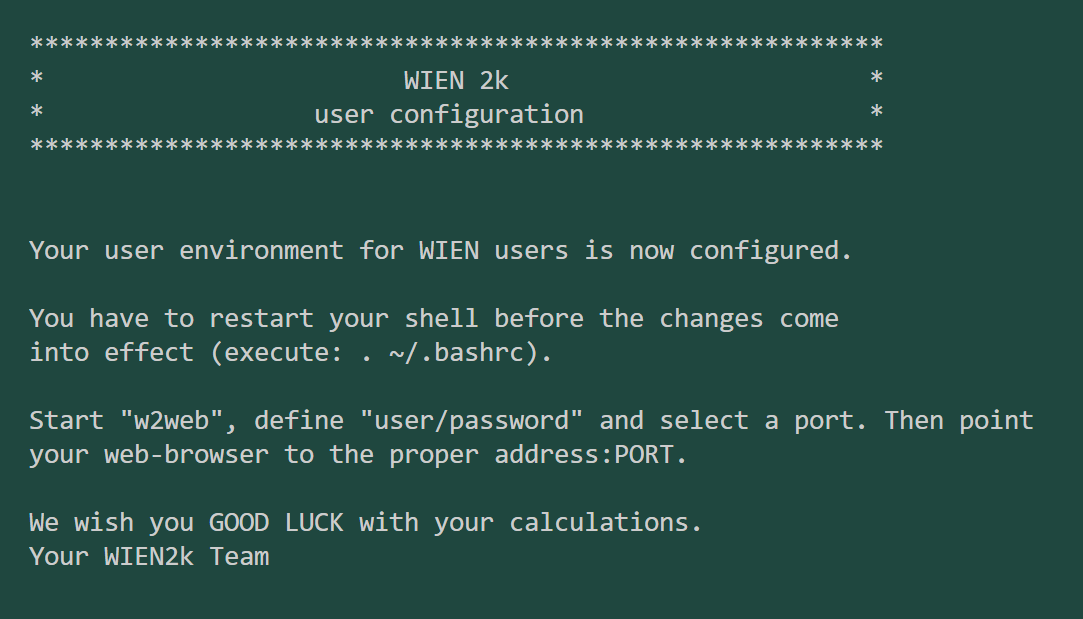 *********************************************************
*                        WIEN 2k                        *
*                  user configuration                   *
*********************************************************
Your user environment for WIEN users is now configured.
You have to restart your shell before the changes come
into effect (execute: . ~/.bashrc).
Start "w2web", define "user/password" and select a port. Then point
your web-browser to the proper address:PORT.
We wish you GOOD LUCK with your calculations.
Your WIEN2k Team